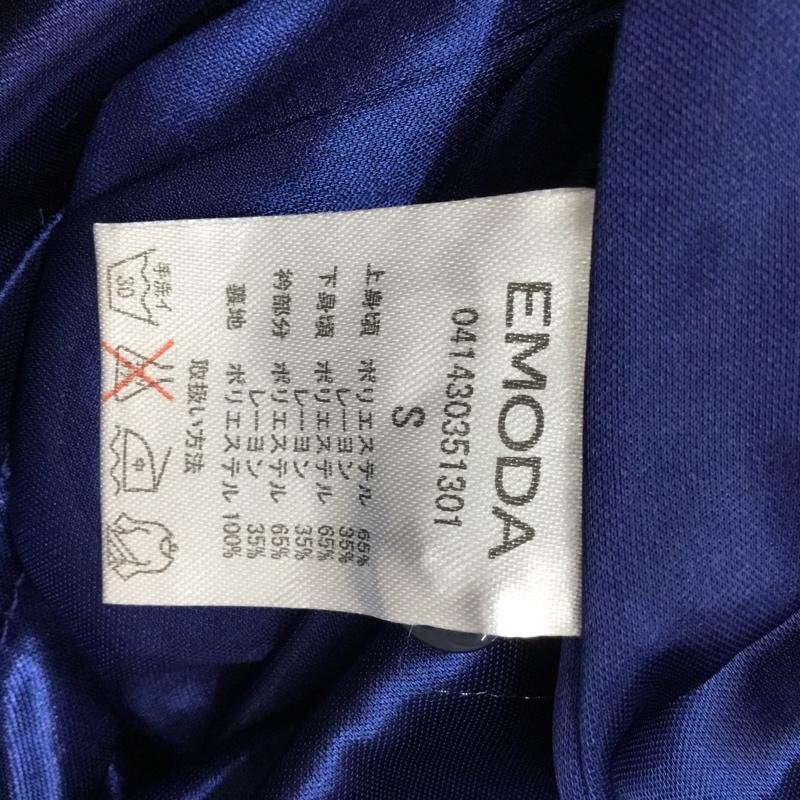 EMODA
041430351301
S
上身頃 ポリエステル 65%
レーヨン 35%
下身頃 ポリエステル 65%
レーヨン 35%
衿部分 ポリエステル 65%
レーヨン 35%
裏地 ポリエステル 100%
取扱い方法
手洗イ
30
中